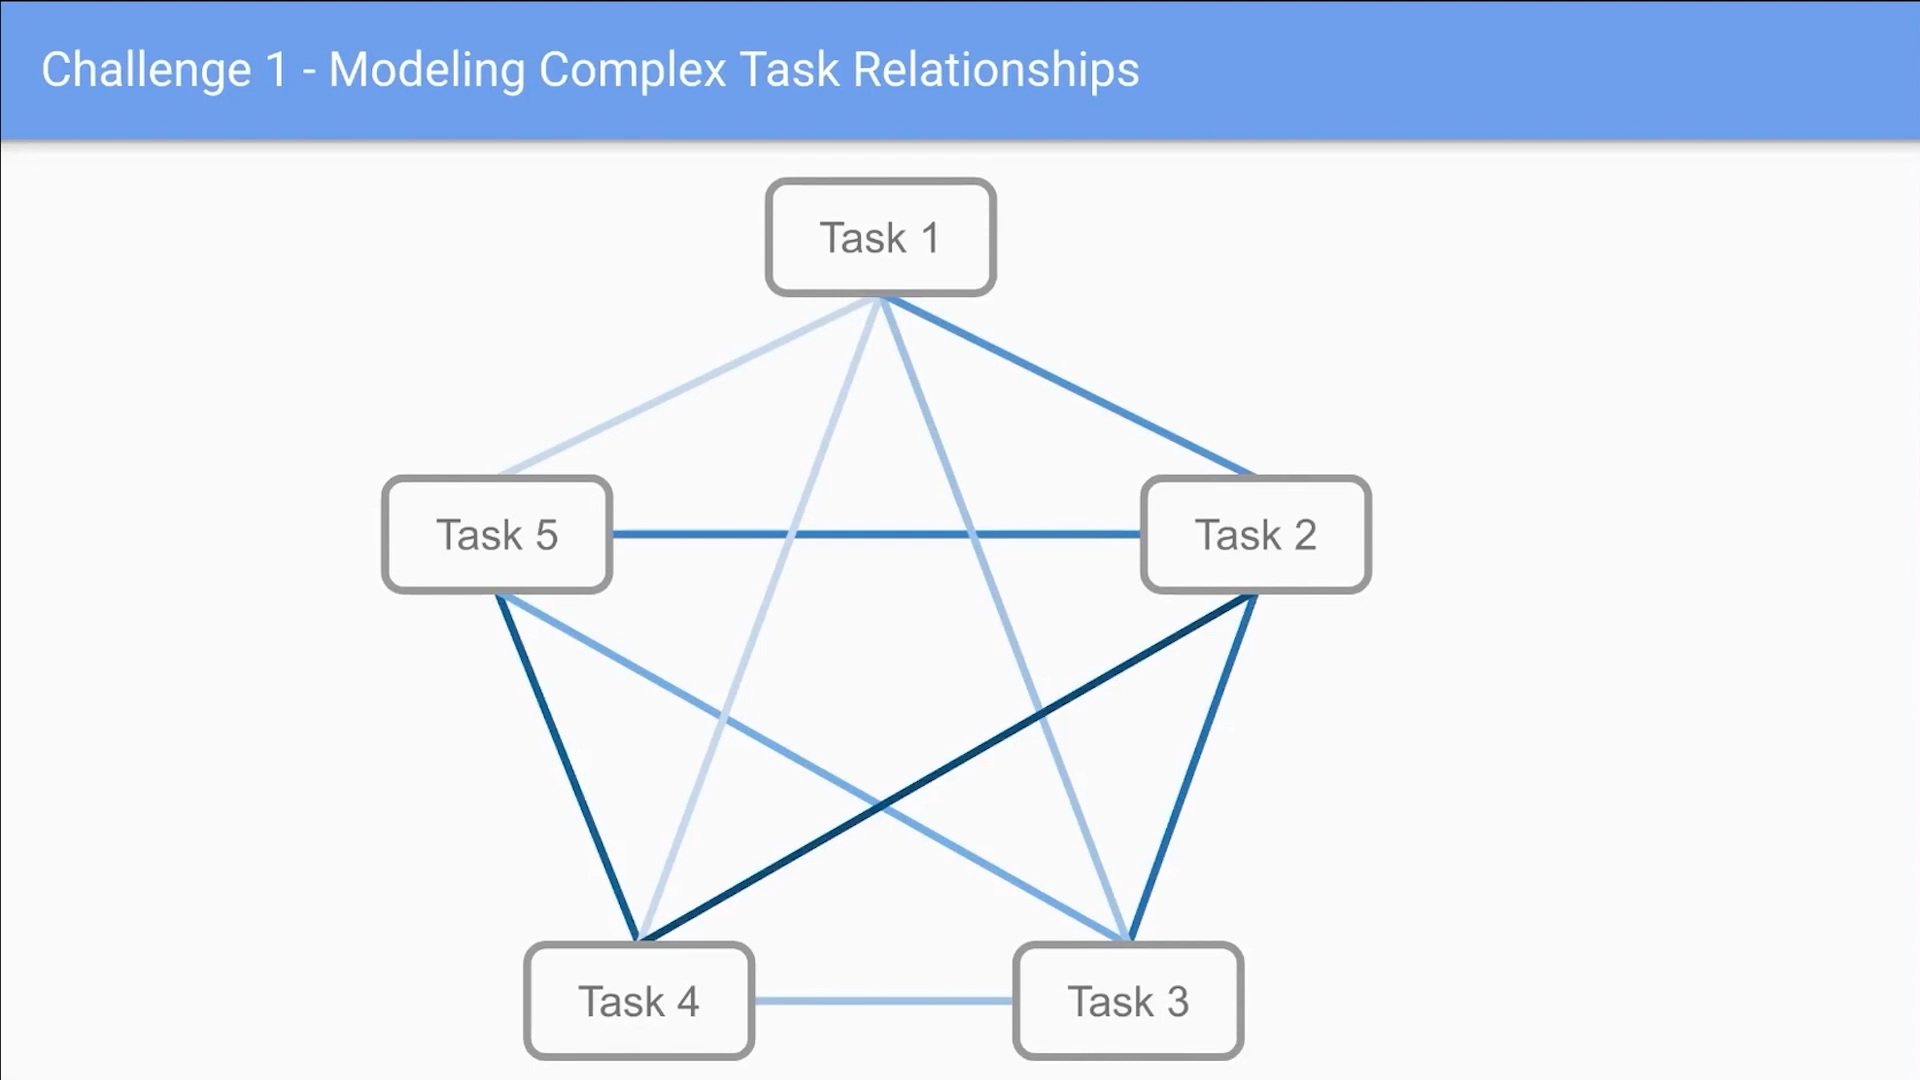 Challenge 1 - Modeling Complex Task Relationships
Task 1
Task 5
Task 2
Task 4
Task 3